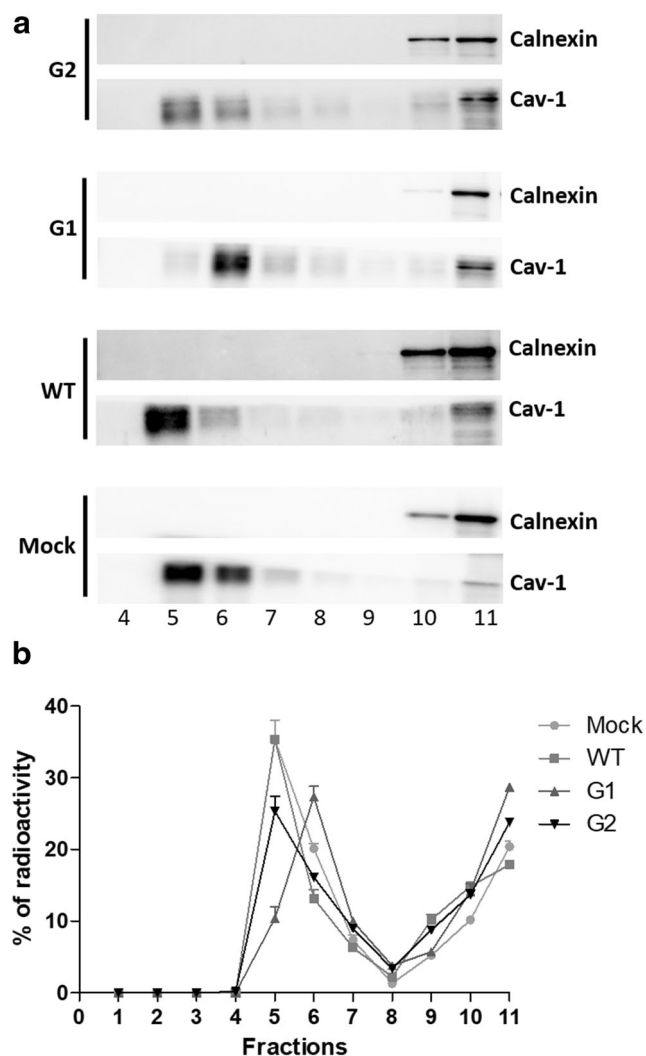 a
G2
Calnexin
Cav-1
G1
Calnexin
Cav-1
WT
Calnexin
Cav-1
Mock
Calnexin
Cav-1
4 5 6 7 8 9 10 11
b
% of radioactivity
40
30
20
10
0
0 1 2 3 4 5 6 7 8 9 10 11
Fractions
Mock
WT
G1
G2